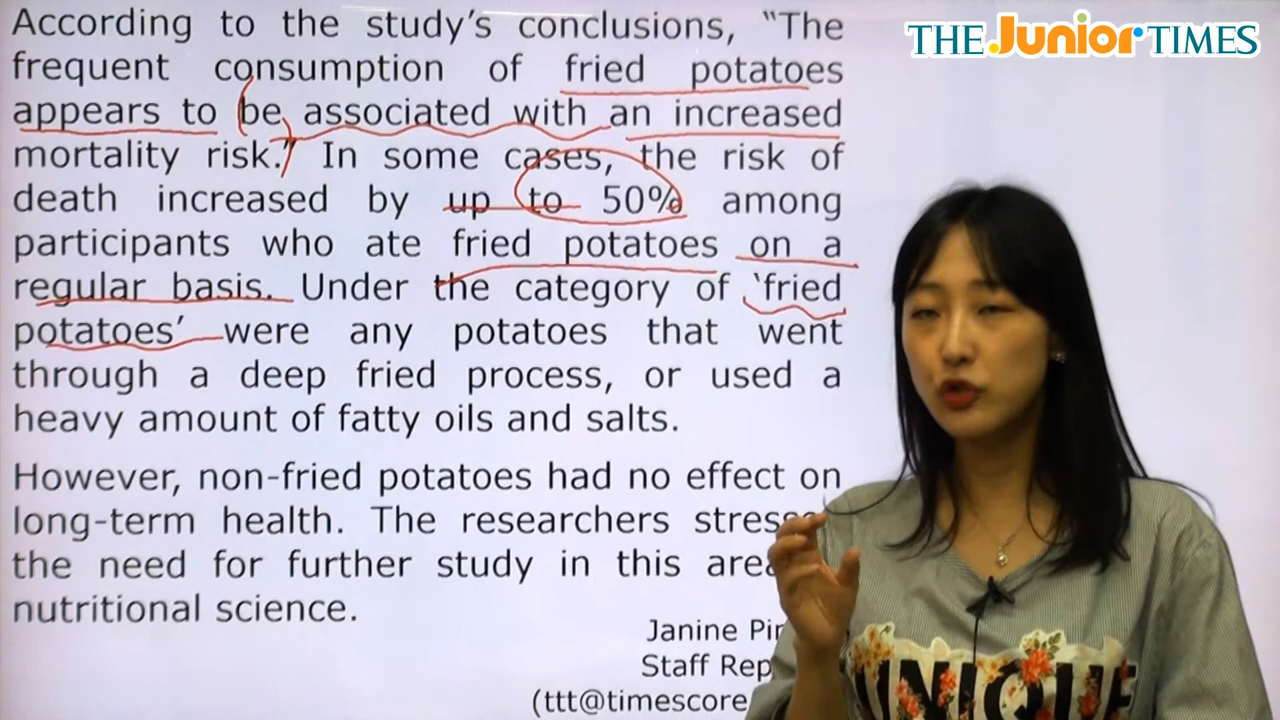 According to the study's conclusions, "The
frequent consumption of fried potatoes
appears to be associated with an increased
mortality risk." In some cases, the risk of
death increased by up to 50% among
participants who ate fried potatoes on a
regular basis. Under the category of 'fried
potatoes' were any potatoes that went
through a deep fried process, or used a
heavy amount of fatty oils and salts.
However, non-fried potatoes had no effect on
long-term health. The researchers
the need for further study in this
nutritional science.
Janine
Staff
(ttt@timescore
THE Junior TIMES
UNIQUE